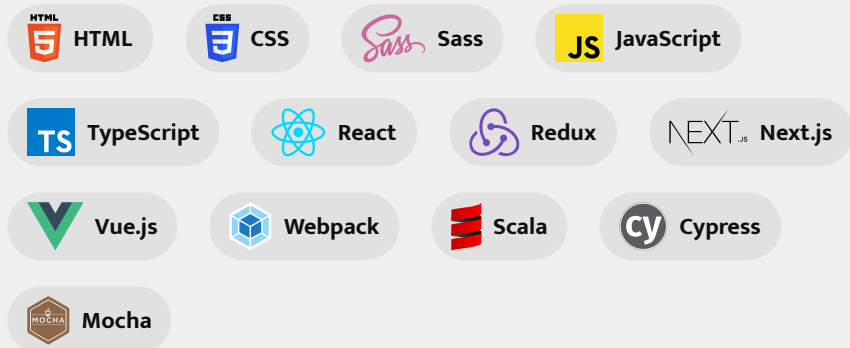 HTML HTML CSS CSS Sass Sass JS JavaScript
TS TypeScript React Redux NEXT.JS Next.js
Vue.js Webpack Scala cy Cypress
MOCHA Mocha